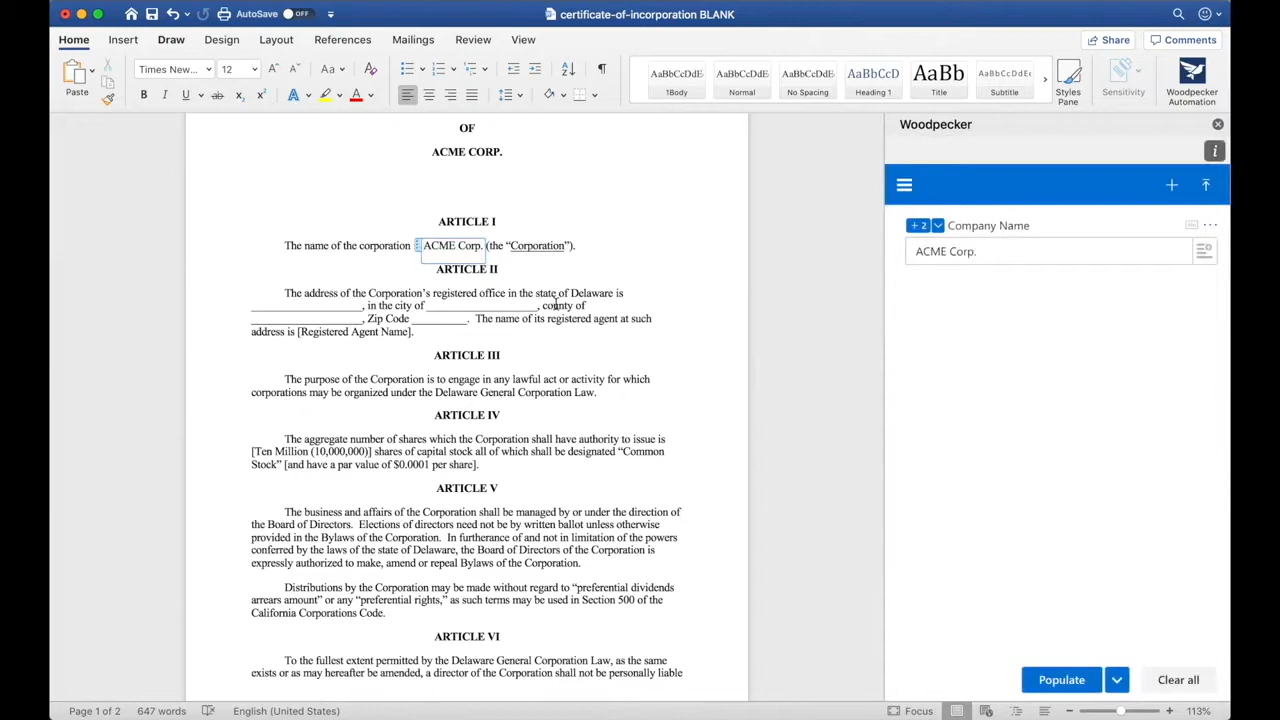 AutoSave OFF
certificate-of-incorporation BLANK
Home Insert Draw Design Layout References Mailings Review View
Share Comments
Paste
Times New... 12
Aa
B I U ab x2 x2 A A
AaBbCcDdEe AaBbCcDdEe AaBbCcDdEe AaBbCcD AaBb AaBbCcDdEe
1Body Normal No Spacing Heading 1 Title Subtitle
Styles Pane
Sensitivity
Woodpecker Automation
OF
ACME CORP.
ARTICLE I
The name of the corporation ACME Corp. (the “Corporation”).
ARTICLE II
The address of the Corporation’s registered office in the state of Delaware is
____________________, in the city of ____________________, county of
____________________, Zip Code __________. The name of its registered agent at such
address is [Registered Agent Name].
ARTICLE III
The purpose of the Corporation is to engage in any lawful act or activity for which
corporations may be organized under the Delaware General Corporation Law.
ARTICLE IV
The aggregate number of shares which the Corporation shall have authority to issue is
[Ten Million (10,000,000)] shares of capital stock all of which shall be designated “Common
Stock” [and have a par value of $0.0001 per share].
ARTICLE V
The business and affairs of the Corporation shall be managed by or under the direction of
the Board of Directors. Elections of directors need not be by written ballot unless otherwise
provided in the Bylaws of the Corporation. In furtherance of and not in limitation of the powers
conferred by the laws of the state of Delaware, the Board of Directors of the Corporation is
expressly authorized to make, amend or repeal Bylaws of the Corporation.
Distributions by the Corporation may be made without regard to “preferential dividends
arrears amount” or any “preferential rights,” as such terms may be used in Section 500 of the
California Corporations Code.
ARTICLE VI
To the fullest extent permitted by the Delaware General Corporation Law, as the same
exists or as may hereafter be amended, a director of the Corporation shall not be personally liable
Woodpecker
+ 2 Company Name
ACME Corp.
Populate Clear all
Page 1 of 2 647 words English (United States) Focus 113%